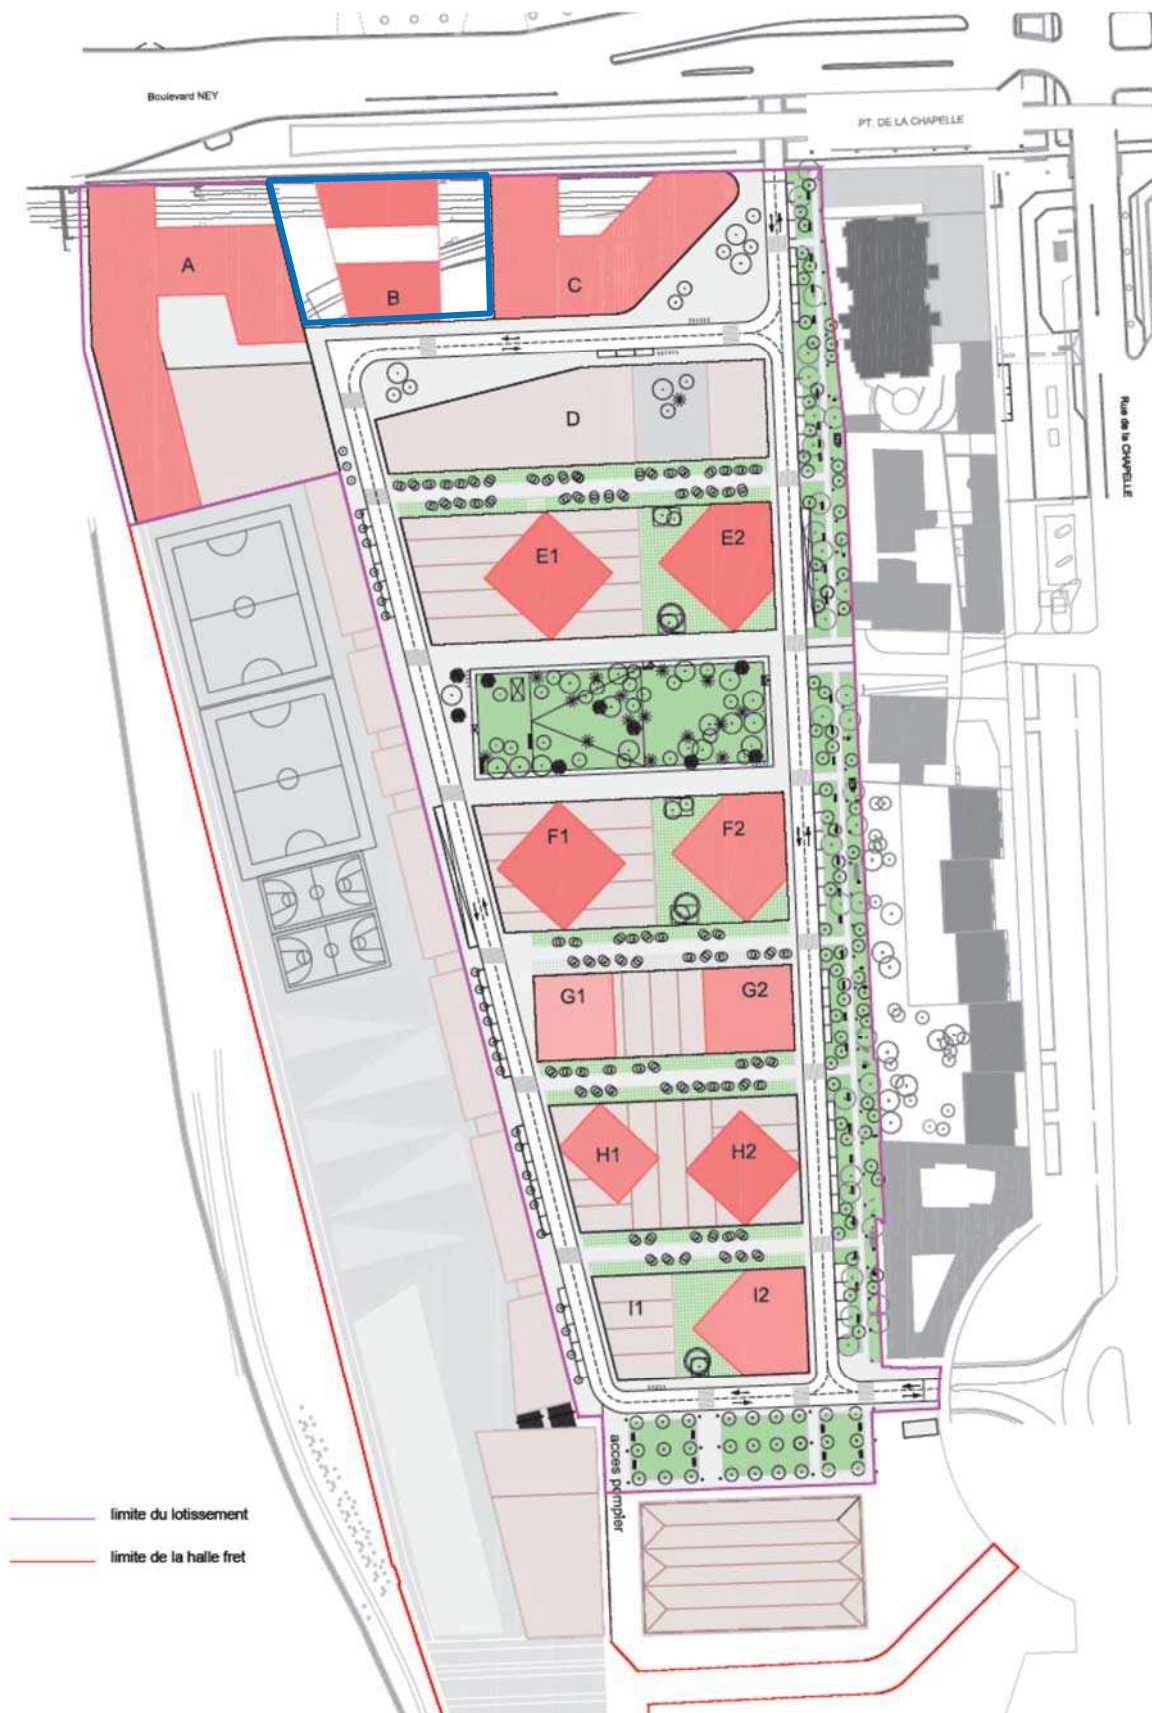 Boulevard NEY
PT. DE LA CHAPELLE
A
B
C
Rue de la CHAPELLE
D
E1
E2
F1
F2
G1
G2
H1
H2
I1
I2
acces pompier
limite du lotissement
limite de la halle fret